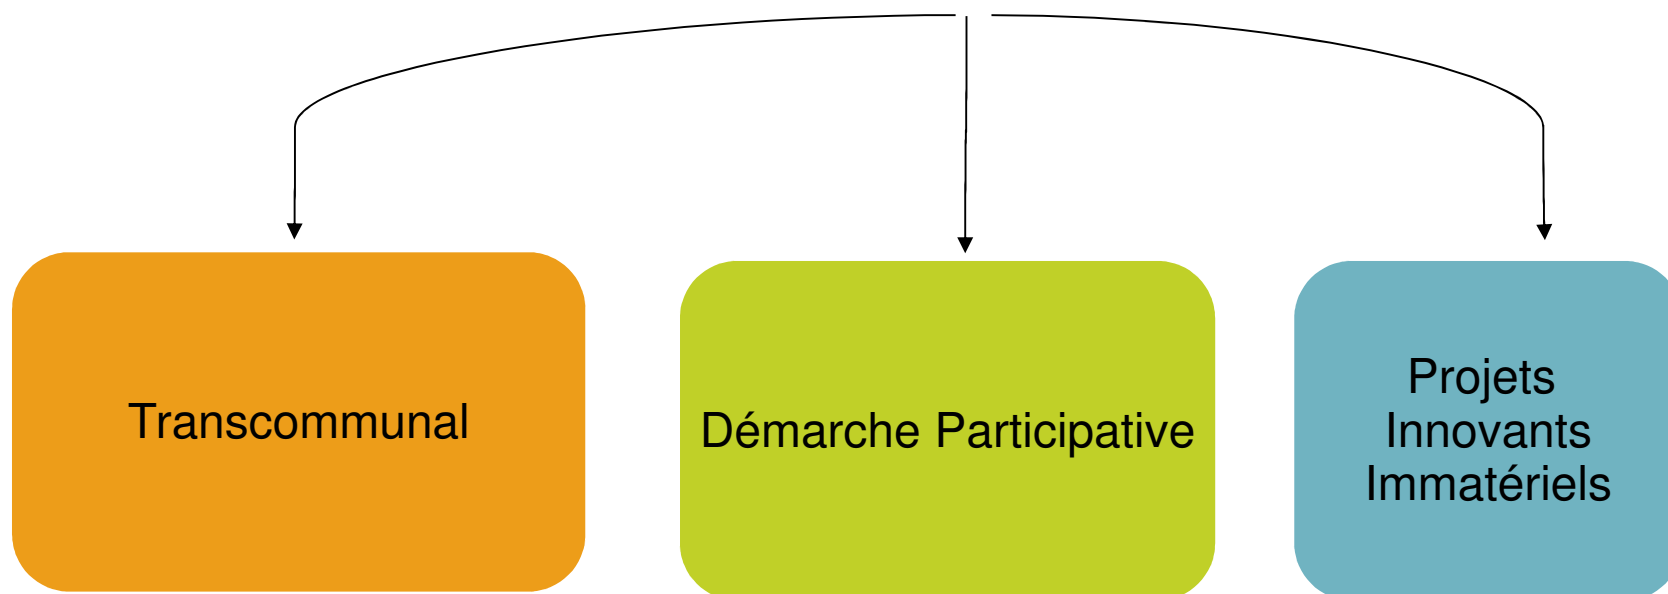 Transcommunal
Démarche Participative
Projets
Innovants
Immatériels